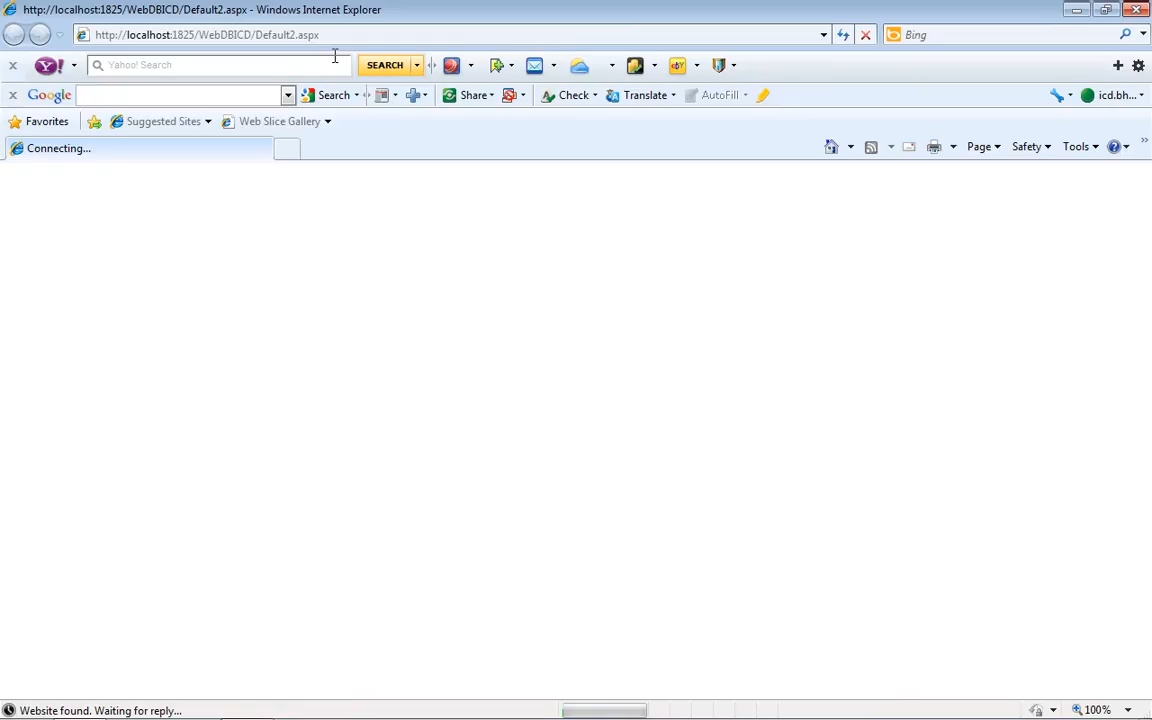 http://localhost:1825/WebDBICD/Default2.aspx - Windows Internet Explorer
http://localhost:1825/WebDBICD/Default2.aspx
Bing
Y! Yahoo! Search SEARCH
Google Search Share Check Translate AutoFill icd.bh...
Favorites Suggested Sites Web Slice Gallery
Connecting... Page Safety Tools
Website found. Waiting for reply... 100%